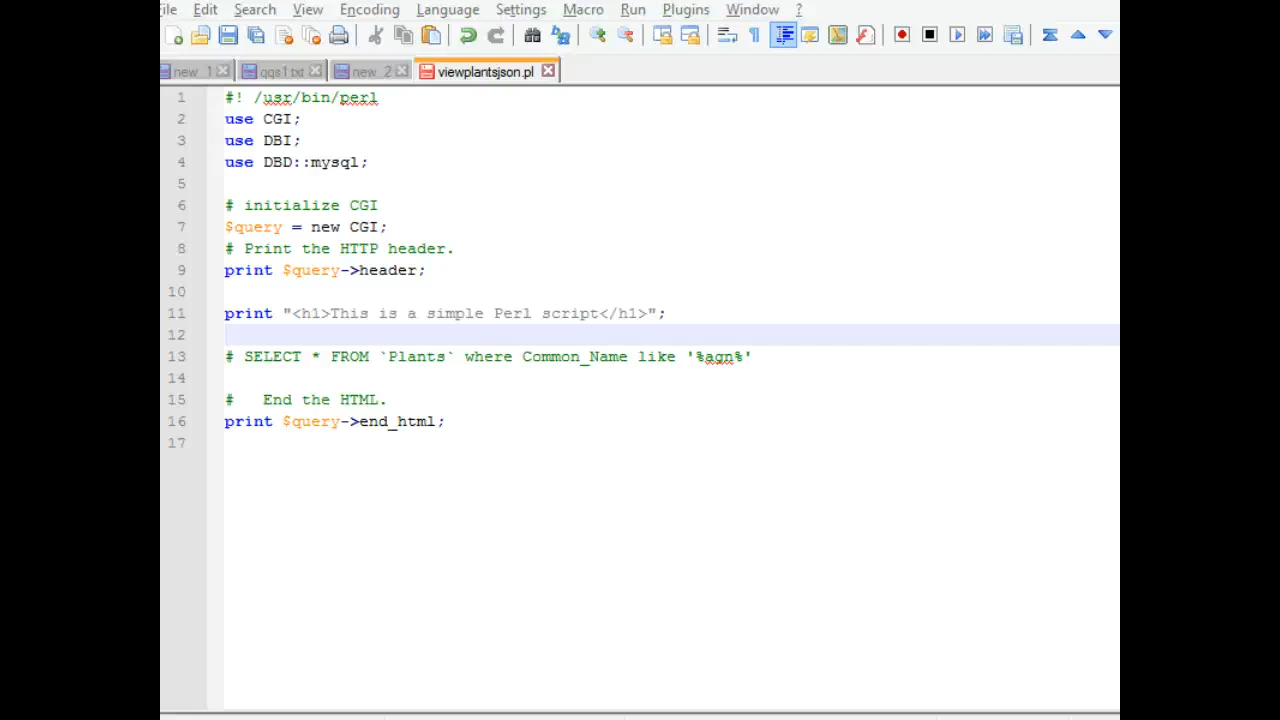 File Edit Search View Encoding Language Settings Macro Run Plugins Window ?
new 1 qqs1.txt new 2 viewplantsjson.pl
1 #! /usr/bin/perl
2 use CGI;
3 use DBI;
4 use DBD::mysql;
5
6 # initialize CGI
7 $query = new CGI;
8 # Print the HTTP header.
9 print $query->header;
10
11 print "<h1>This is a simple Perl script</h1>";
12
13 # SELECT * FROM `Plants` where Common_Name like '%agn%'
14
15 #   End the HTML.
16 print $query->end_html;
17